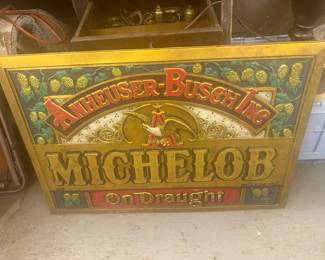 Anheuser-Busch Inc
MICHELOB
On Draught